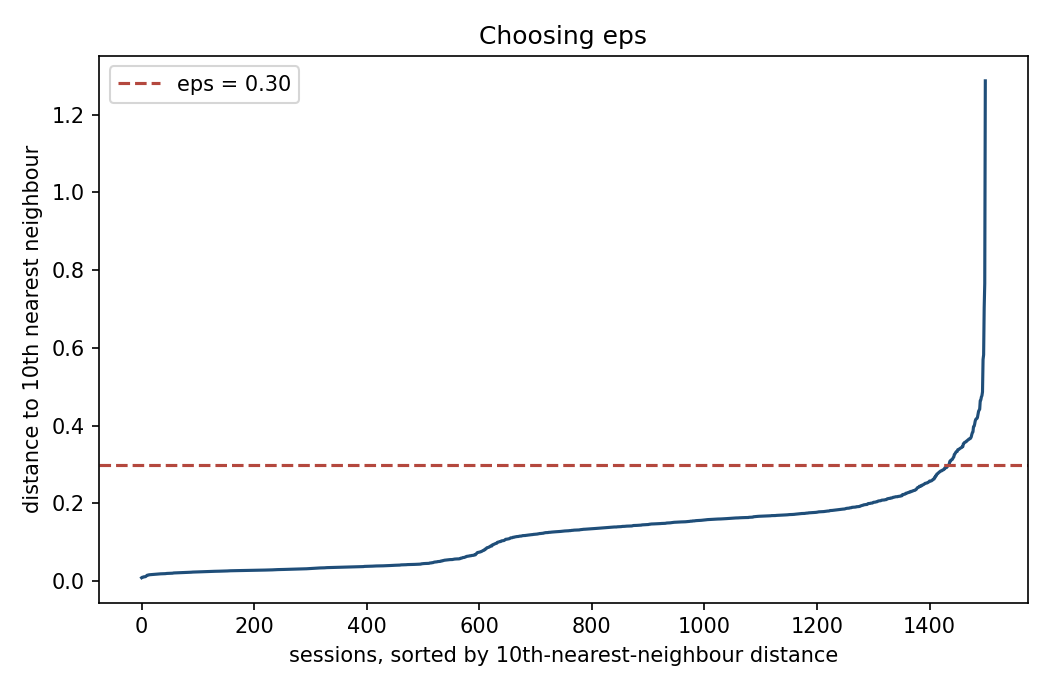 Choosing eps
eps = 0.30
distance to 10th nearest neighbour
1.2
1.0
0.8
0.6
0.4
0.2
0.0
0 200 400 600 800 1000 1200 1400
sessions, sorted by 10th-nearest-neighbour distance